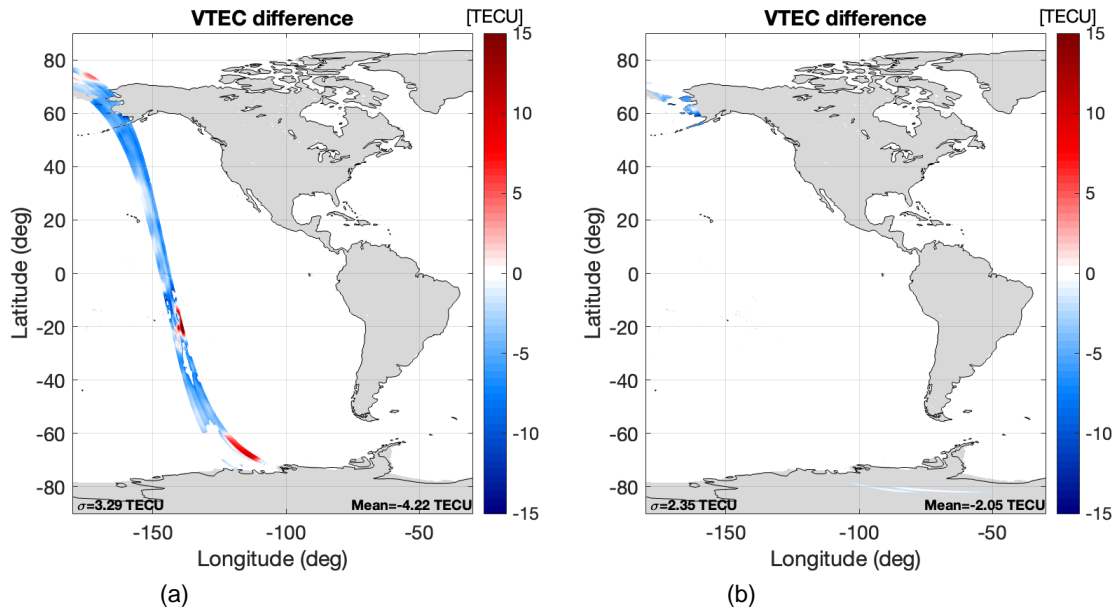 VTEC difference
[TECU]
80
60
40
20
0
-20
-40
-60
-80
Latitude (deg)
σ=3.29 TECU
Mean=-4.22 TECU
-150
-100
-50
Longitude (deg)
15
10
5
0
-5
-10
-15
(a)
VTEC difference
[TECU]
80
60
40
20
0
-20
-40
-60
-80
Latitude (deg)
σ=2.35 TECU
Mean=-2.05 TECU
-150
-100
-50
Longitude (deg)
15
10
5
0
-5
-10
-15
(b)